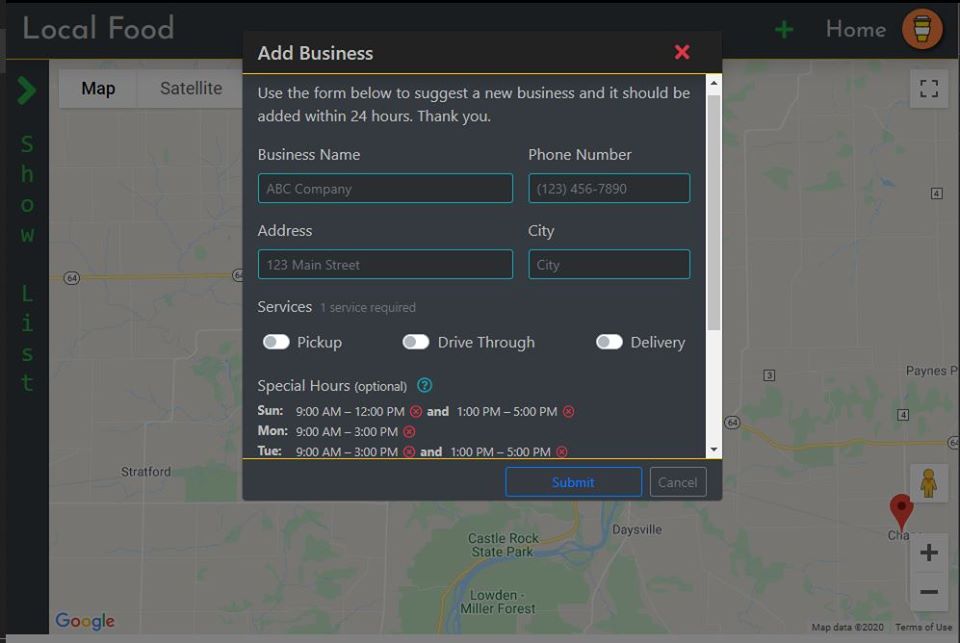 Local Food
Home
Add Business
Map
Satellite
Use the form below to suggest a new business and it should be
added within 24 hours. Thank you.
Show List
Business Name
Phone Number
ABC Company
(123) 456-7890
Address
City
123 Main Street
City
Services 1 service required
Pickup
Drive Through
Delivery
Special Hours (optional) ?
Sun: 9:00 AM – 12:00 PM and 1:00 PM – 5:00 PM
Mon: 9:00 AM – 3:00 PM
Tue: 9:00 AM – 3:00 PM and 1:00 PM – 5:00 PM
Submit
Cancel
4
64
64
3
Paynes P
4
64
64
Stratford
Castle Rock
State Park
Daysville
Cha
Lowden -
Miller Forest
Google
Map data ©2020
Terms of Use